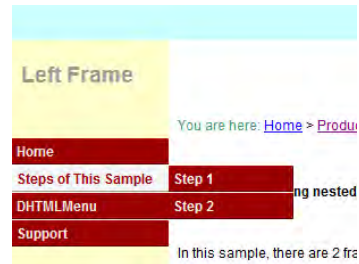 Left Frame
You are here: Home > Produ
Home
Steps of This Sample
Step 1
ng nested
DHTMLMenu
Step 2
Support
In this sample, there are 2 fra